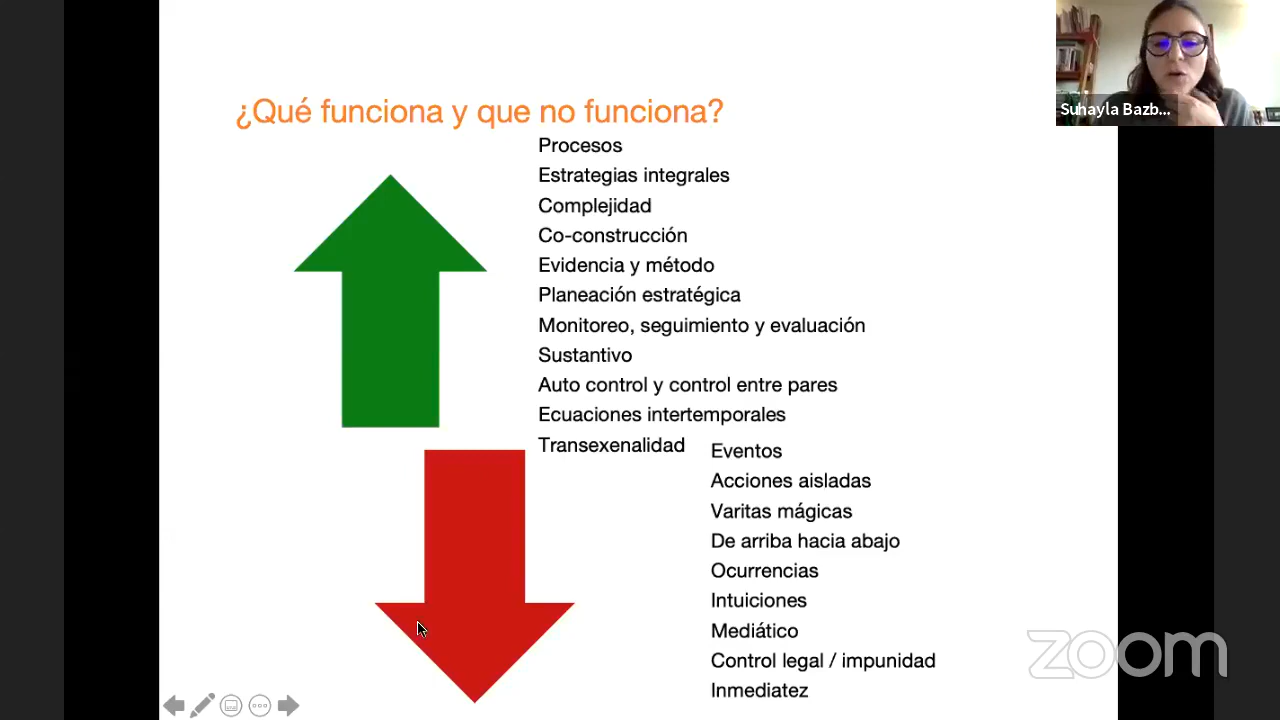 ¿Qué funciona y que no funciona?
Procesos
Estrategias integrales
Complejidad
Co-construcción
Evidencia y método
Planeación estratégica
Monitoreo, seguimiento y evaluación
Sustantivo
Auto control y control entre pares
Ecuaciones intertemporales
Transexenalidad
Eventos
Acciones aisladas
Varitas mágicas
De arriba hacia abajo
Ocurrencias
Intuiciones
Mediático
Control legal / impunidad
Inmediatez
Suhayla Bazb...
zoom